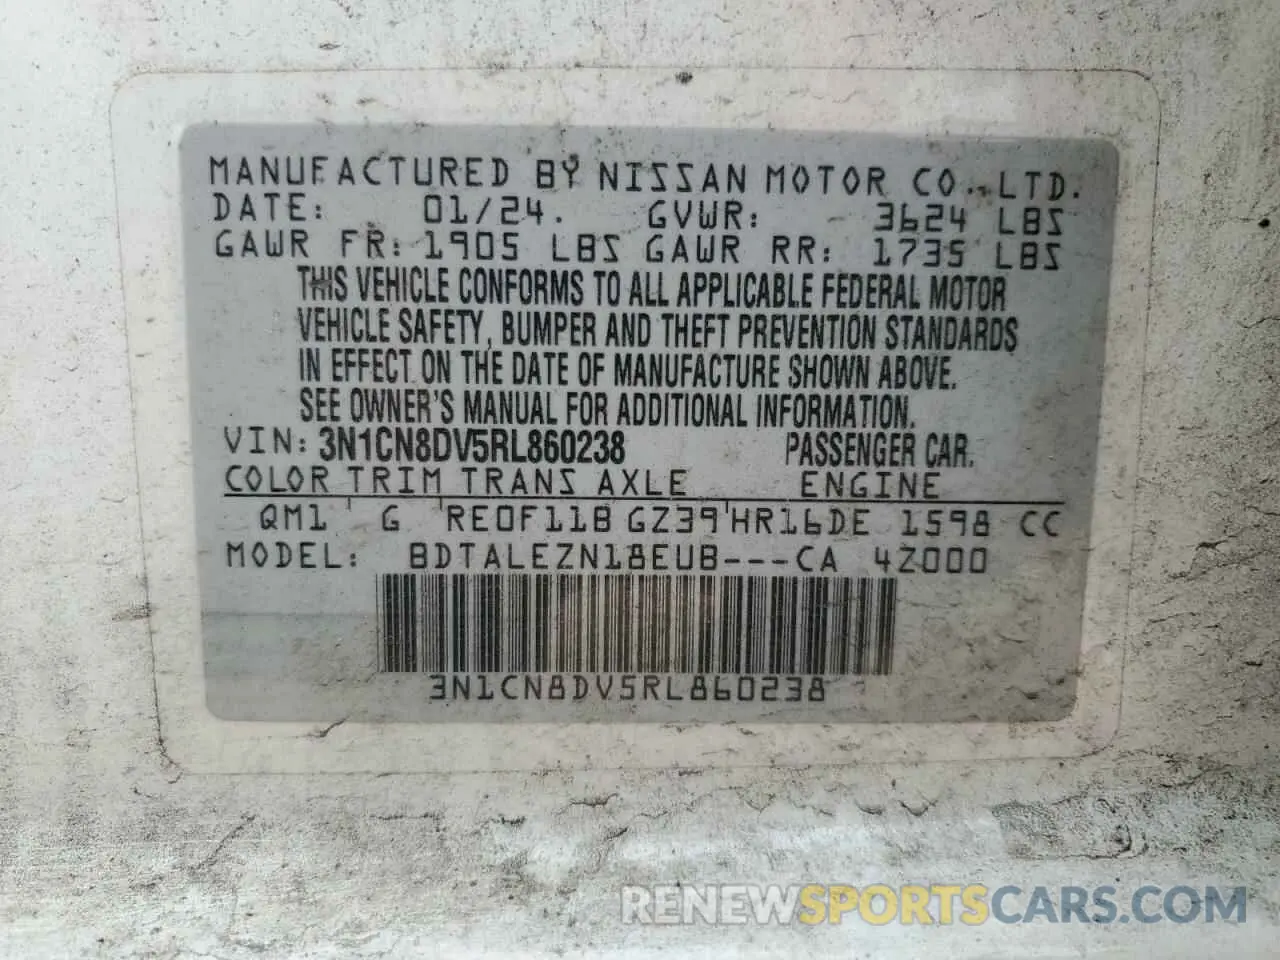 MANUFACTURED BY NISSAN MOTOR CO., LTD.
DATE: 01/24. GVWR: 3624 LBS
GAWR FR: 1905 LBS GAWR RR: 1735 LBS
THIS VEHICLE CONFORMS TO ALL APPLICABLE FEDERAL MOTOR
VEHICLE SAFETY, BUMPER AND THEFT PREVENTION STANDARDS
IN EFFECT ON THE DATE OF MANUFACTURE SHOWN ABOVE.
SEE OWNER'S MANUAL FOR ADDITIONAL INFORMATION.
VIN: 3N1CN8DV5RL860238 PASSENGER CAR.
COLOR TRIM TRANS AXLE ENGINE
QM1 G RE0F11B GZ39 HR16DE 1598 CC
MODEL: BDTALEZN18EUB---CA 4Z000
3N1CN8DV5RL860238
RENEWSPORTSCARS.COM